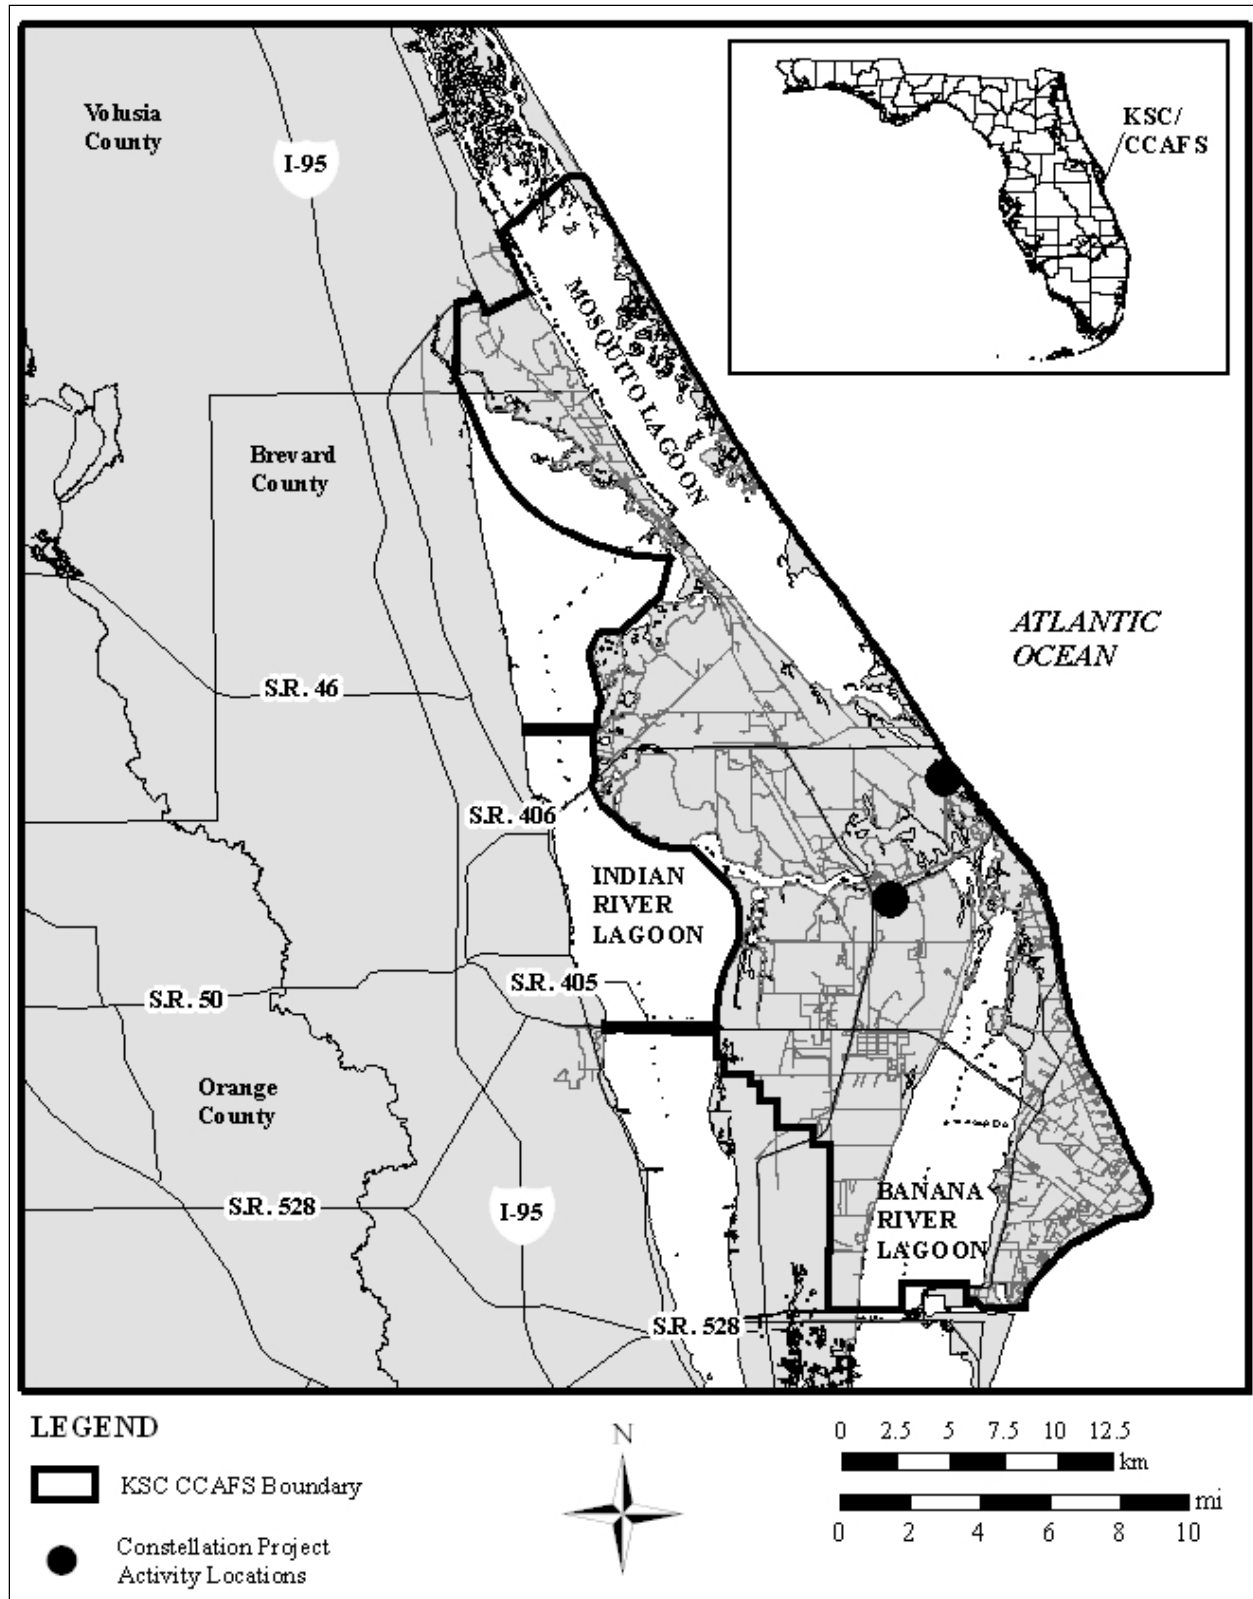 Volusia
County
I-95
KSC/
CCAFS
MOSQUITO LAGOON
Brevard
County
ATLANTIC
OCEAN
S.R. 46
S.R. 406
INDIAN
RIVER
LAGOON
S.R. 405
S.R. 50
Orange
County
S.R. 528
I-95
BANANA
RIVER
LAGOON
S.R. 528
LEGEND
KSC CCAFS Boundary
Constellation Project
Activity Locations
N
0 2.5 5 7.5 10 12.5
km
mi
0 2 4 6 8 10